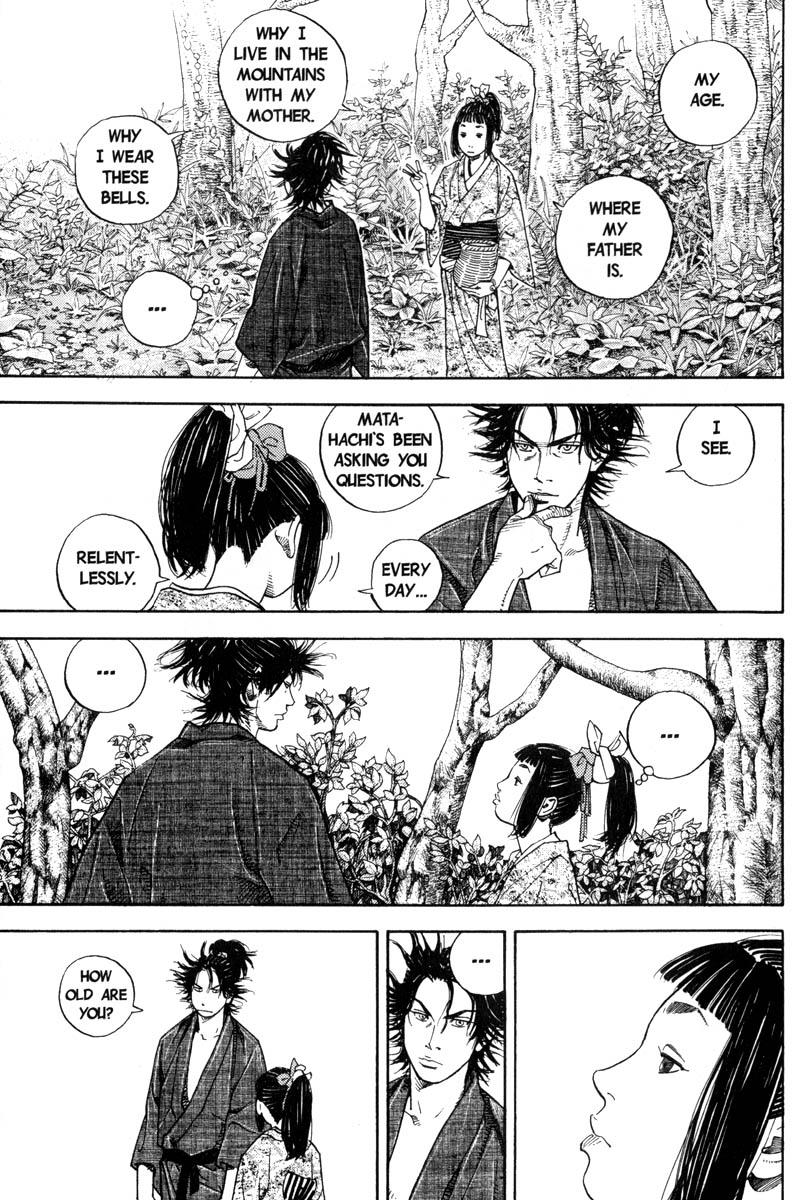 MY
AGE.
WHERE
MY
FATHER
IS.
WHY I
LIVE IN THE
MOUNTAINS
WITH MY
MOTHER.
WHY
I WEAR
THESE
BELLS.
...
I
SEE.
MATA-
HACHI'S BEEN
ASKING YOU
QUESTIONS.
EVERY
DAY...
RELENT-
LESSLY.
...
...
...
HOW
OLD ARE
YOU?